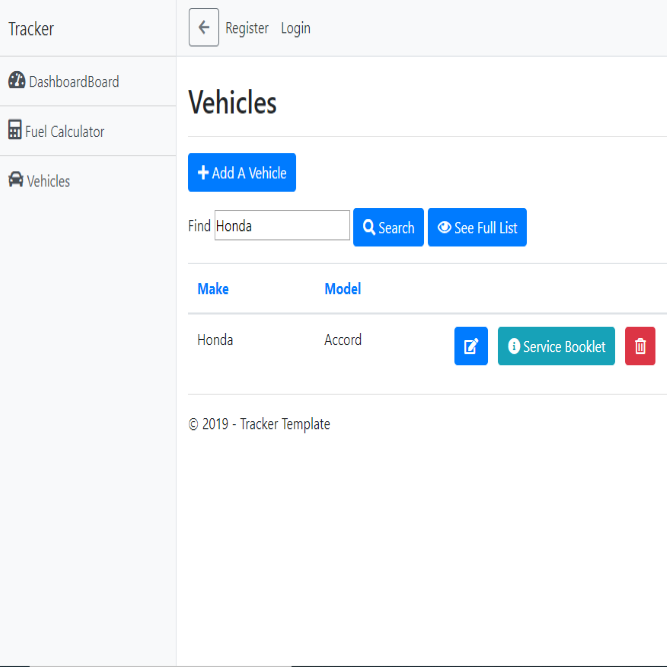 Tracker
Register Login
DashboardBoard
Fuel Calculator
Vehicles
Vehicles
Add A Vehicle
Find Honda Search See Full List
Make Model
Honda Accord Service Booklet
© 2019 - Tracker Template